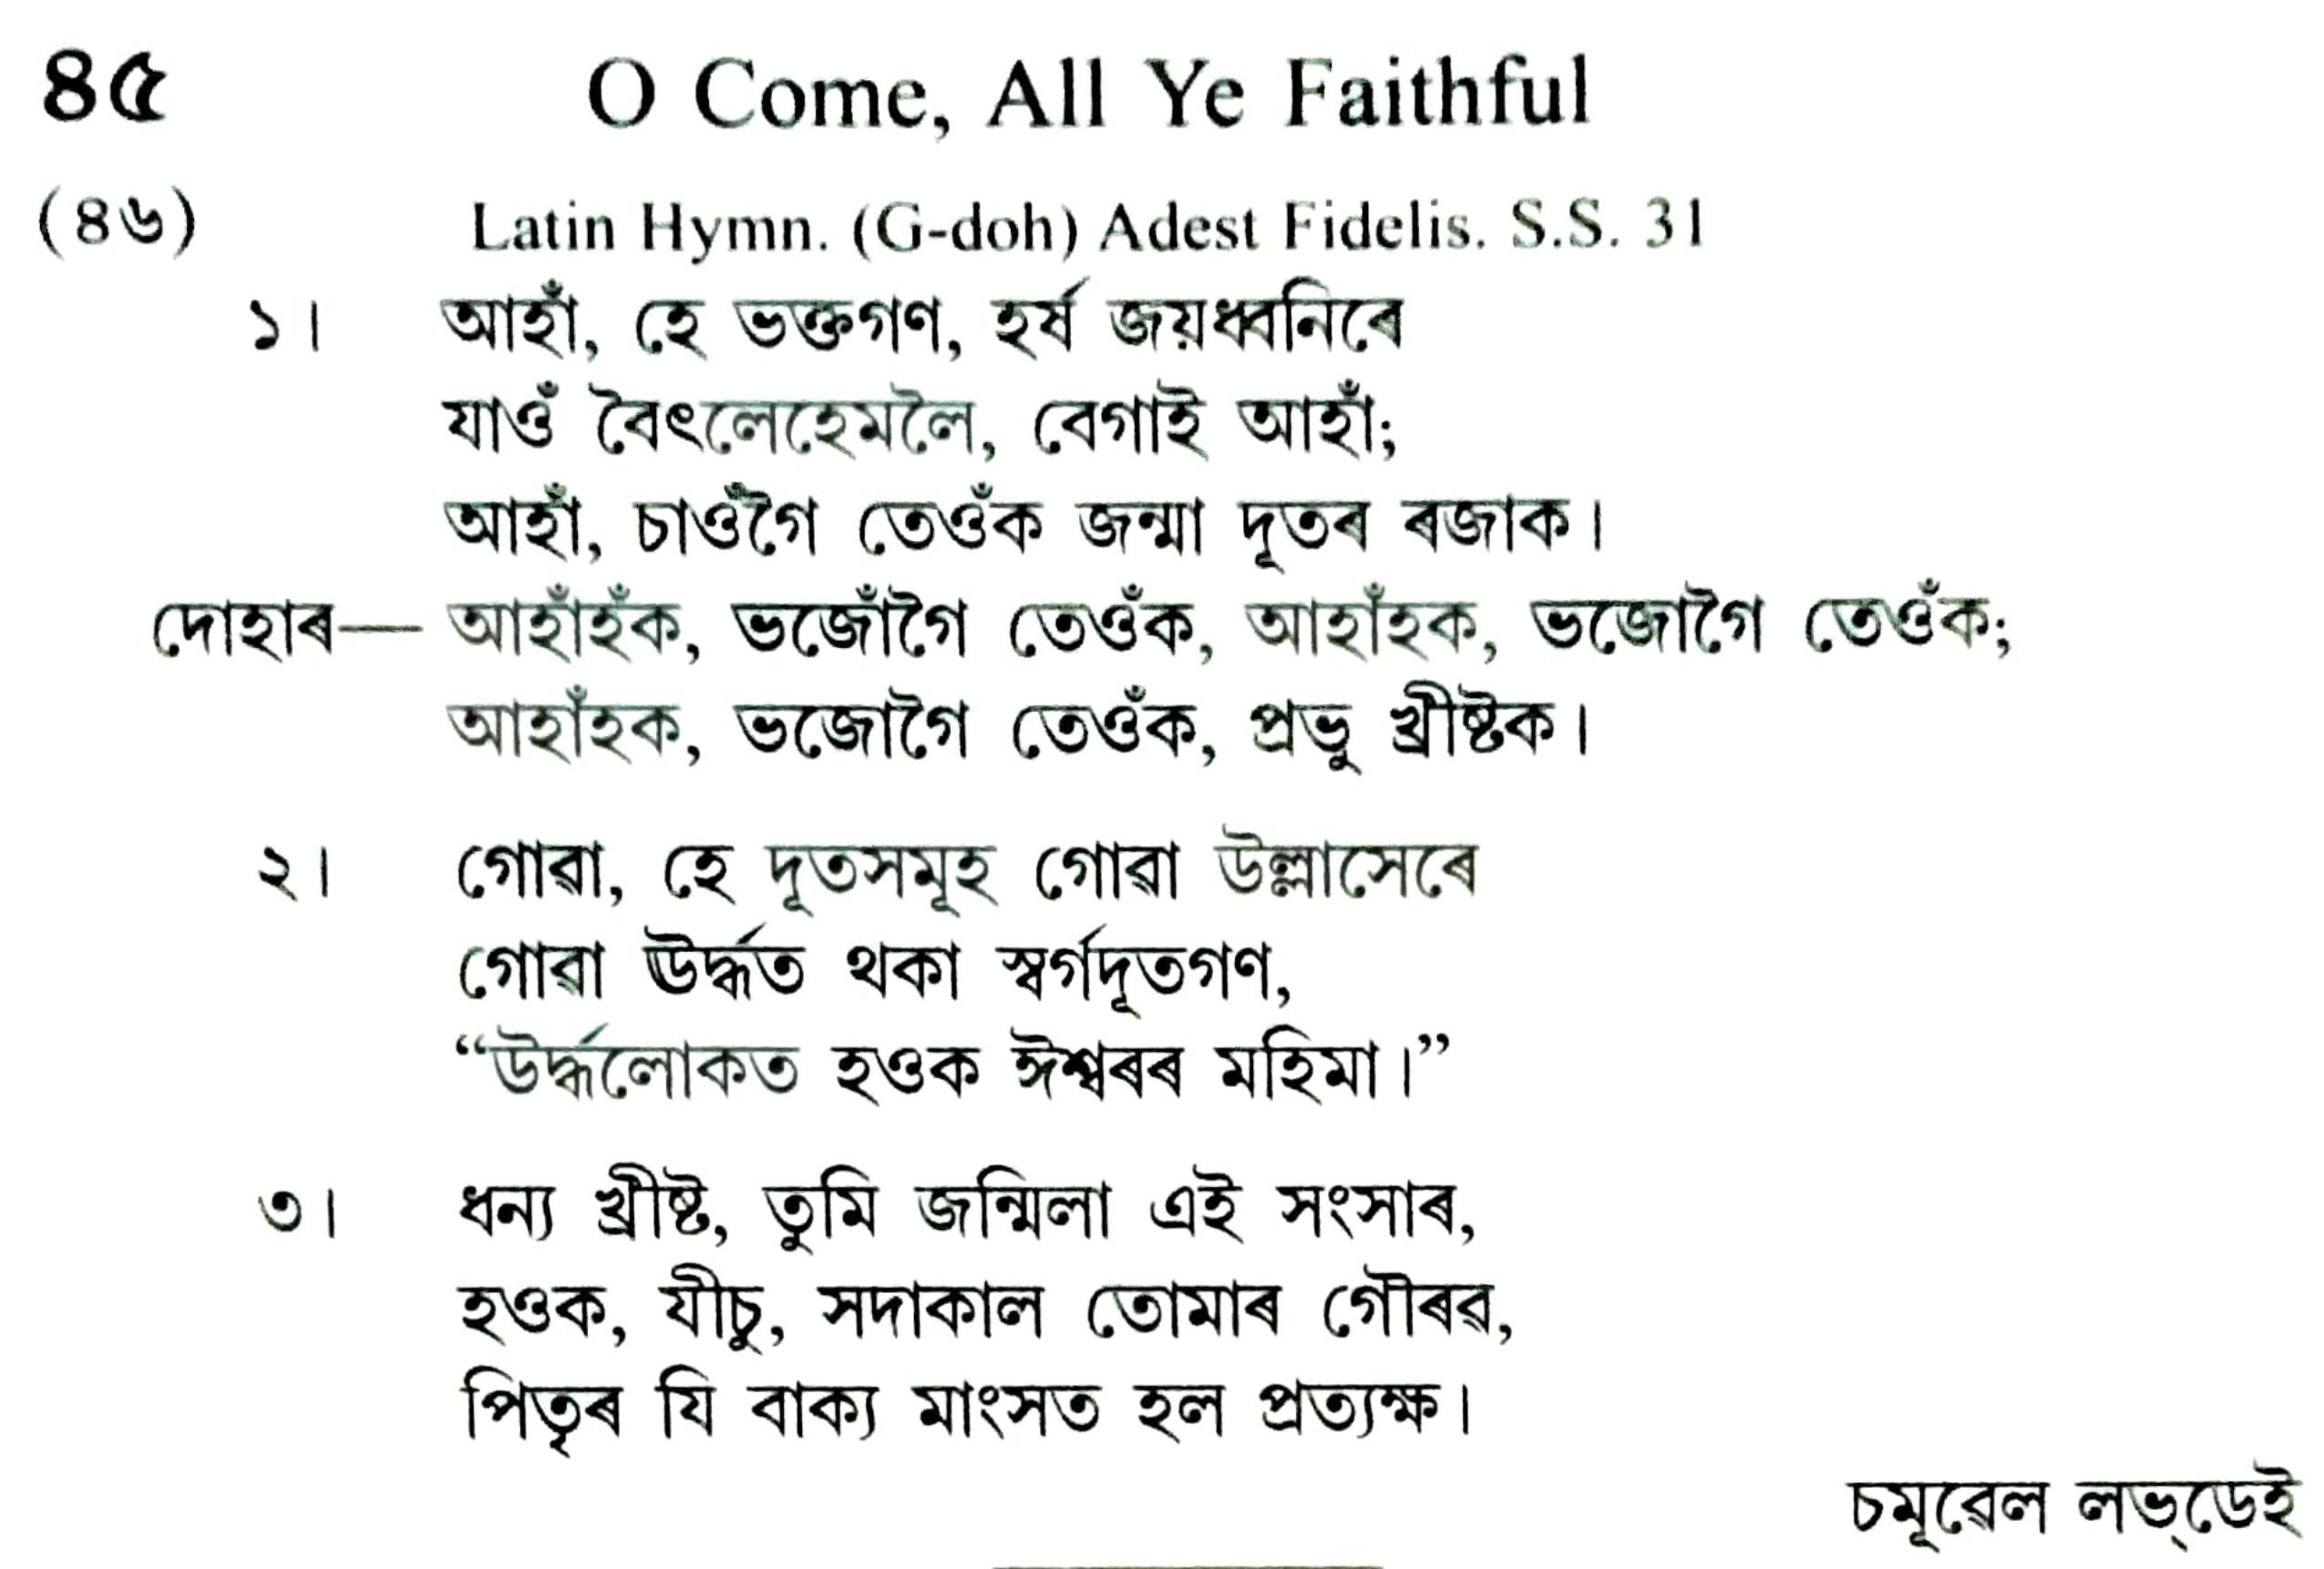 ৪৫ O Come, All Ye Faithful
(৪৬) Latin Hymn. (G-doh) Adest Fidelis. S.S. 31
১। আহাঁ, হে ভক্তগণ, হৰ্ষ জয়ধ্বনিৰে
যাওঁ বৈৎলেহেমলৈ, বেগাই আহাঁ;
আহাঁ, চাওঁগৈ তেওঁক জন্মা দূতৰ ৰজাক।
দোহাৰ— আহাঁহঁক, ভজোঁগৈ তেওঁক, আহাঁহক, ভজোগৈ তেওঁক;
আহাঁহক, ভজোগৈ তেওঁক, প্ৰভু খ্ৰীষ্টক।
২। গোৱা, হে দূতসমূহ গোৱা উল্লাসেৰে
গোৱা ঊৰ্দ্ধত থকা স্বৰ্গদূতগণ,
“উৰ্দ্ধলোকত হওক ঈশ্বৰৰ মহিমা।”
৩। ধন্য খ্ৰীষ্ট, তুমি জন্মিলা এই সংসাৰ,
হওক, যীচু, সদাকাল তোমাৰ গৌৰৱ,
পিতৃৰ যি বাক্য মাংসত হল প্ৰত্যক্ষ।
চমূৱেল লভ্ডেই